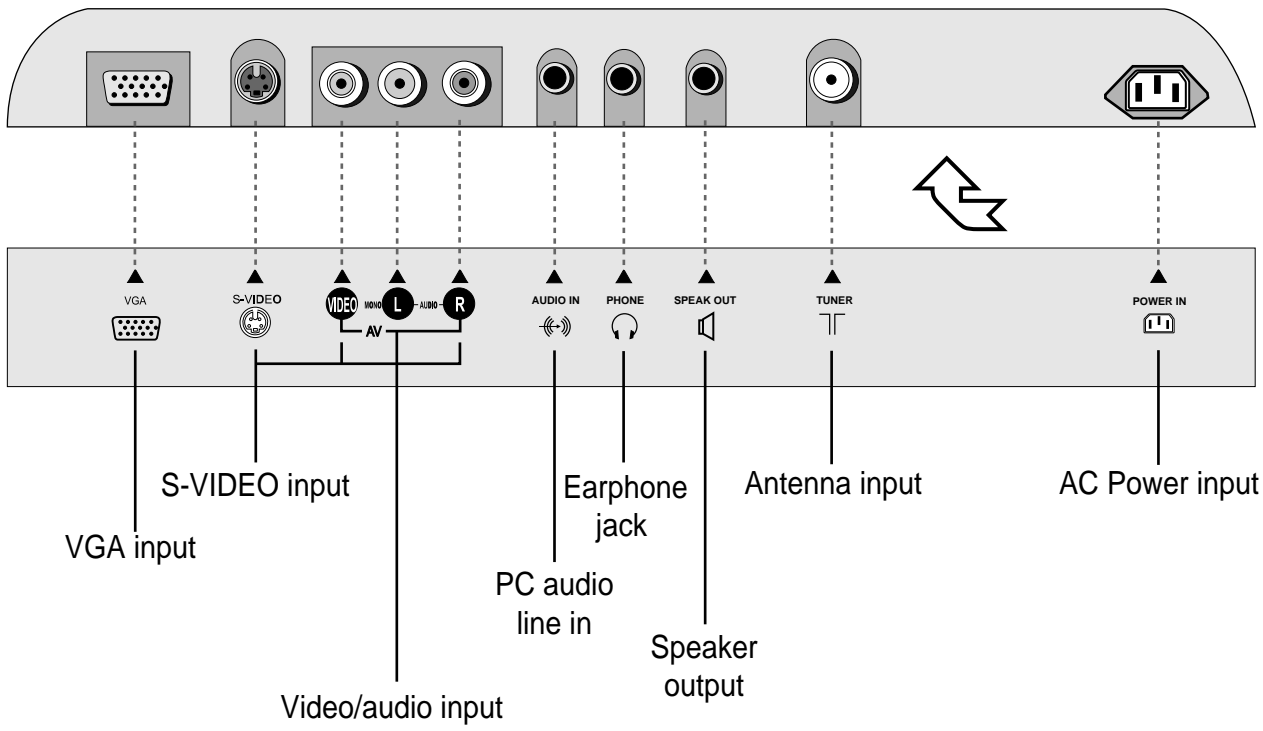 VGA
S-VIDEO
VIDEO
MONO
L
AUDIO
R
AV
AUDIO IN
PHONE
SPEAK OUT
TUNER
POWER IN
S-VIDEO input
Earphone
jack
Antenna input
AC Power input
VGA input
PC audio
line in
Speaker
output
Video/audio input